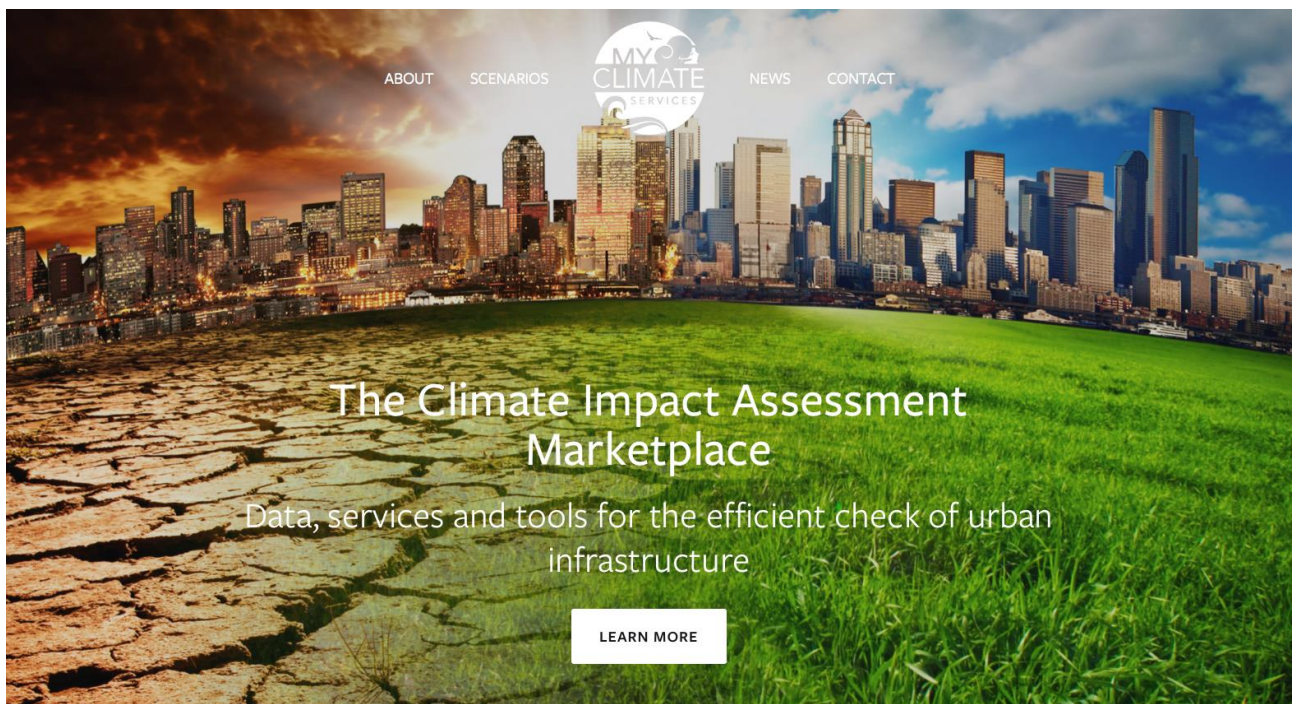 ABOUT
SCENARIOS
MY
CLIMATE
SERVICES
NEWS
CONTACT
The Climate Impact Assessment
Marketplace
Data, services and tools for the efficient check of urban
infrastructure
LEARN MORE